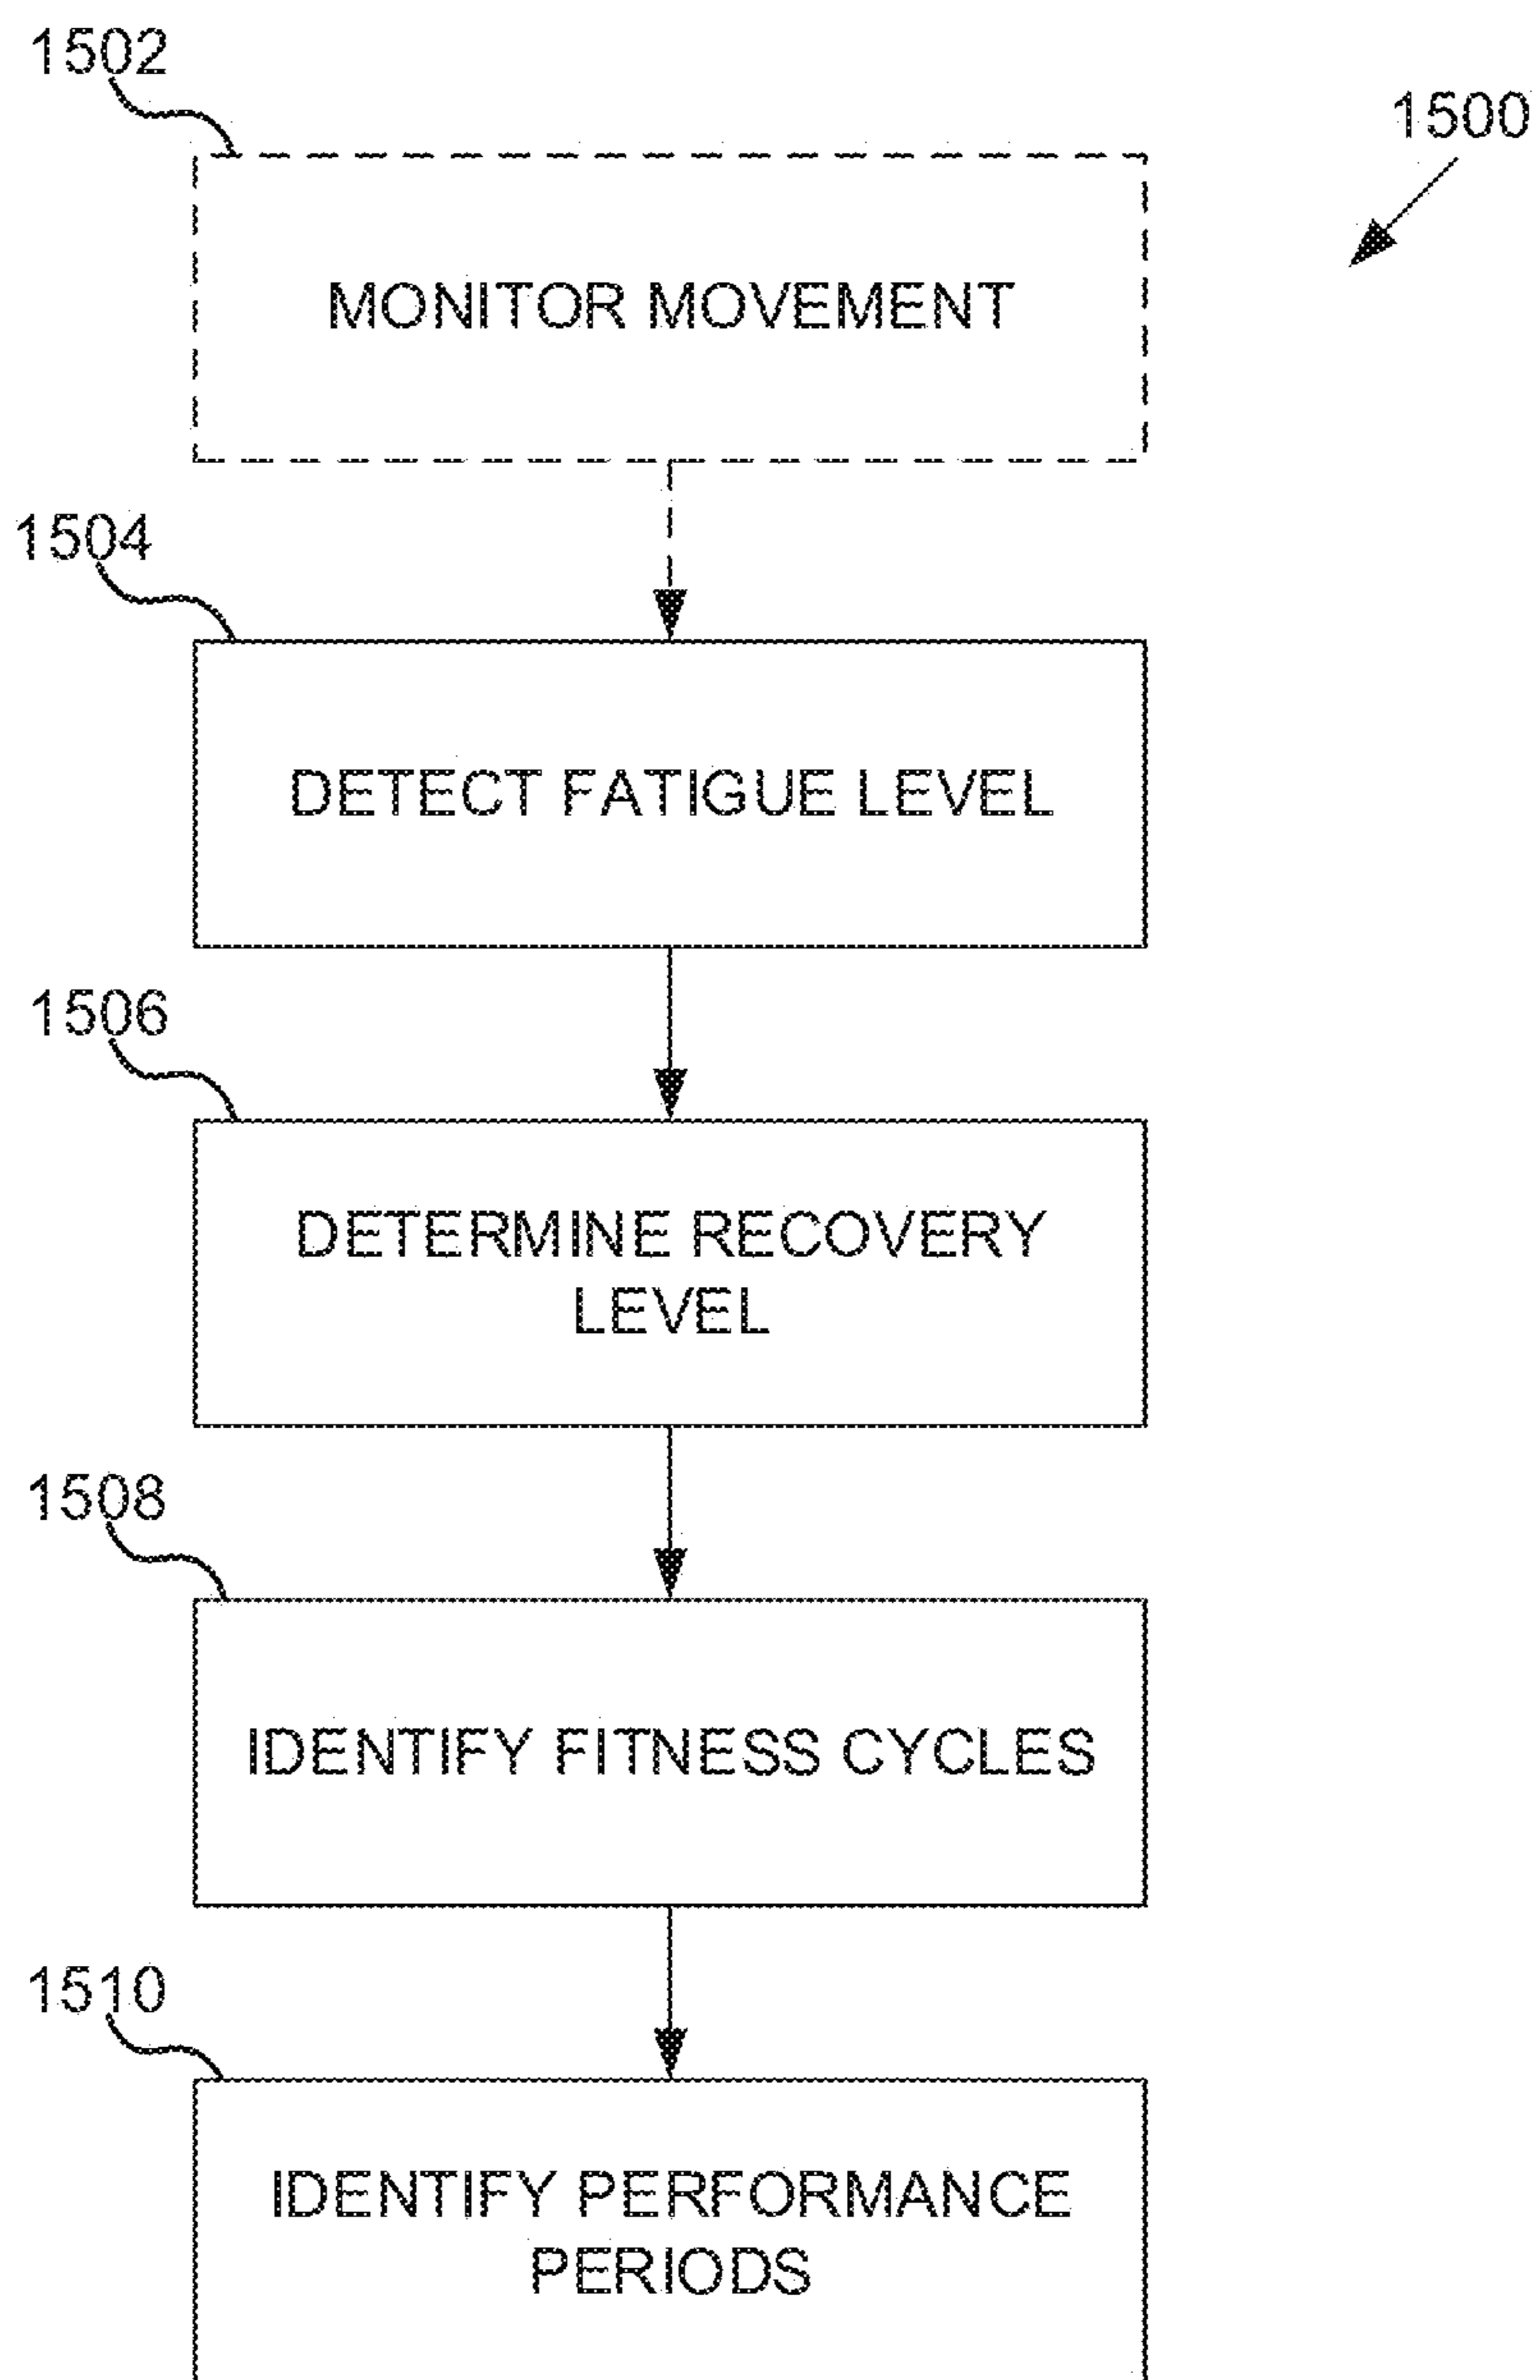 1502
1500
MONITOR MOVEMENT
1504
DETECT FATIGUE LEVEL
1506
DETERMINE RECOVERY
LEVEL
1508
IDENTIFY FITNESS CYCLES
1510
IDENTIFY PERFORMANCE
PERIODS